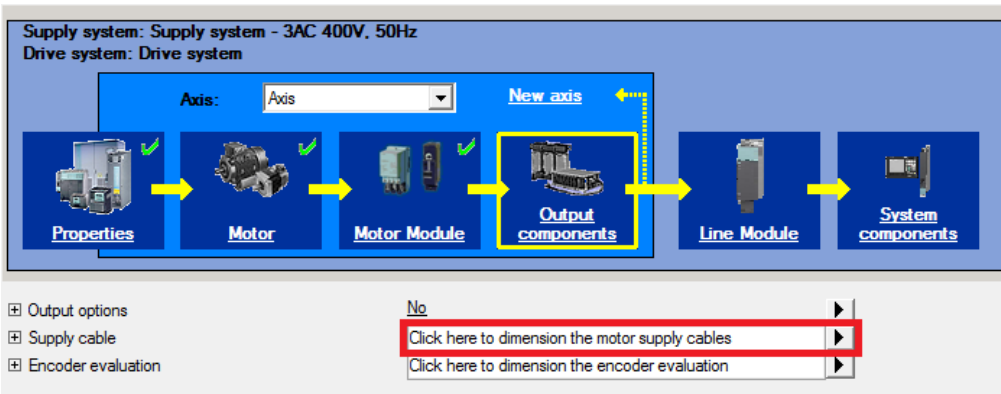 Supply system: Supply system - 3AC 400V, 50Hz
Drive system: Drive system
Axis: Axis New axis
Properties
Motor
Motor Module
Output
components
Line Module
System
components
Output options No
Supply cable Click here to dimension the motor supply cables
Encoder evaluation Click here to dimension the encoder evaluation